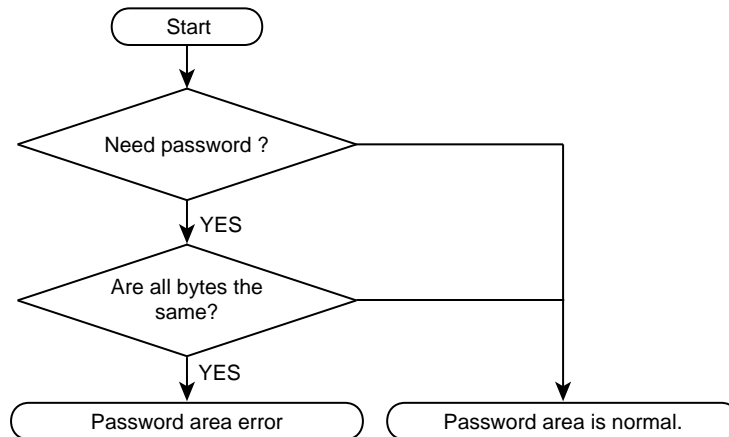 Start
Need password ?
YES
Are all bytes the
same?
YES
Password area error
Password area is normal.